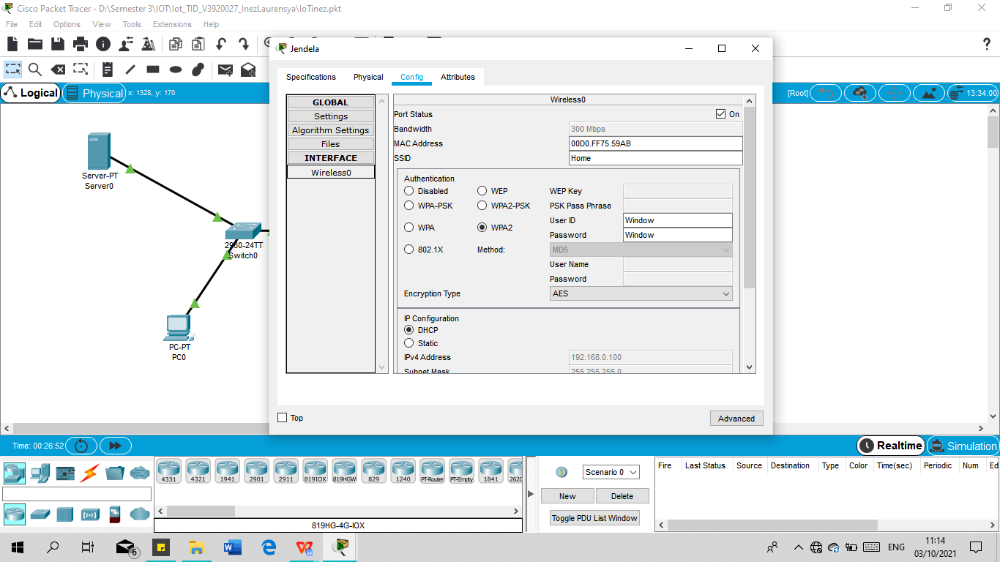 Cisco Packet Tracer - D:\Semester 3\IOT\Iot_TID_V3920027_InezLaurensya\IoTinez.pkt
File Edit Options View Tools Extensions Help
Jendela
Specifications Physical Config Attributes
Logical Physical x: 1328, y: 170 [Root] 13:34:00
GLOBAL
Settings
Algorithm Settings
Files
INTERFACE
Wireless0
Wireless0
Port Status On
Bandwidth 300 Mbps
MAC Address 00D0.FF75.59AB
SSID Home
Authentication
Disabled WEP WEP Key
WPA-PSK WPA2-PSK PSK Pass Phrase
User ID Window
WPA WPA2
Password Window
802.1X Method: MD5
User Name
Password
Encryption Type AES
IP Configuration
DHCP
Static
IPv4 Address 192.168.0.100
Subnet Mask 255.255.255.0
Top Advanced
Server-PT
Server0
2960-24TT
Switch0
PC-PT
PC0
Time: 00:26:52 Realtime Simulation
4331 4321 1941 2901 2911 819IOX 819HGW 829 1240 PT-Router PT-Empty 1841 2620
819HG-4G-IOX
Scenario 0
New Delete
Toggle PDU List Window
Fire Last Status Source Destination Type Color Time(sec) Periodic Num Ed
6
ENG
11:14
03/10/2021